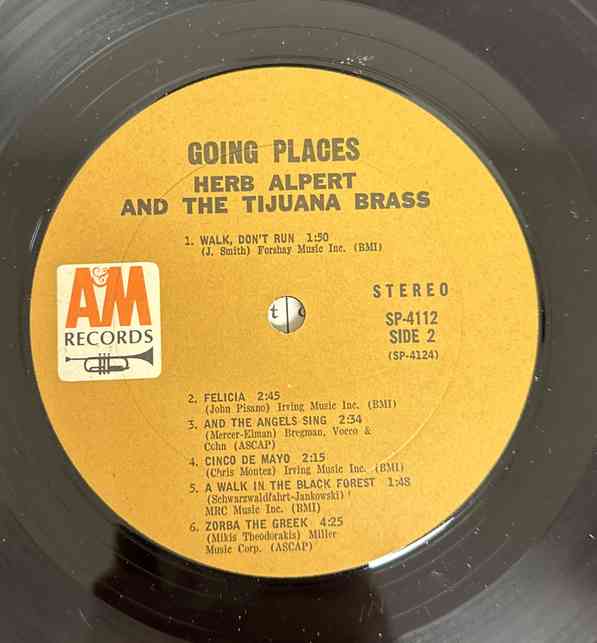 GOING PLACES
HERB ALPERT
AND THE TIJUANA BRASS
1. WALK, DON'T RUN 1:50
(J. Smith) Forshay Music Inc. (BMI)
A&M
RECORDS
STEREO
SP-4112
SIDE 2
(SP-4124)
2. FELICIA 2:45
(John Pisano) Irving Music Inc. (BMI)
3. AND THE ANGELS SING 2:34
(Mercer-Elman) Bregman, Vocco &
Conn (ASCAP)
4. CINCO DE MAYO 2:15
(Chris Montez) Irving Music Inc. (BMI)
5. A WALK IN THE BLACK FOREST 1:48
(Schwarzwaldfahrt-Jankowski)
MRC Music Inc. (BMI)
6. ZORBA THE GREEK 4:25
(Mikis Theodorakis) Miller
Music Corp. (ASCAP)